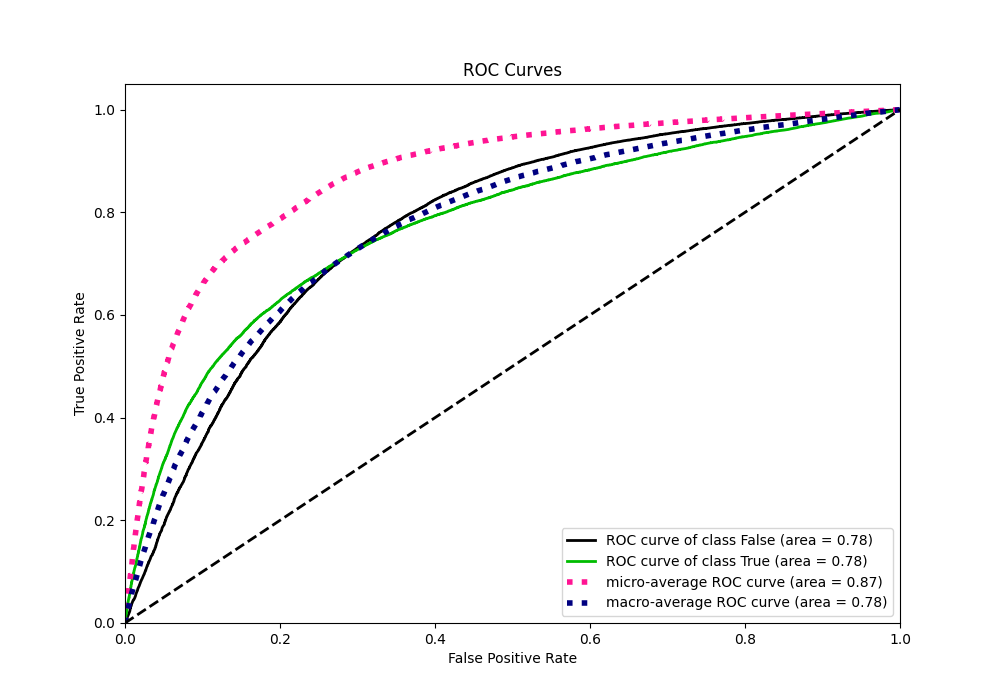 ROC Curves
True Positive Rate
1.0
0.8
0.6
0.4
0.2
0.0
0.0 0.2 0.4 0.6 0.8 1.0
False Positive Rate
ROC curve of class False (area = 0.78)
ROC curve of class True (area = 0.78)
micro-average ROC curve (area = 0.87)
macro-average ROC curve (area = 0.78)